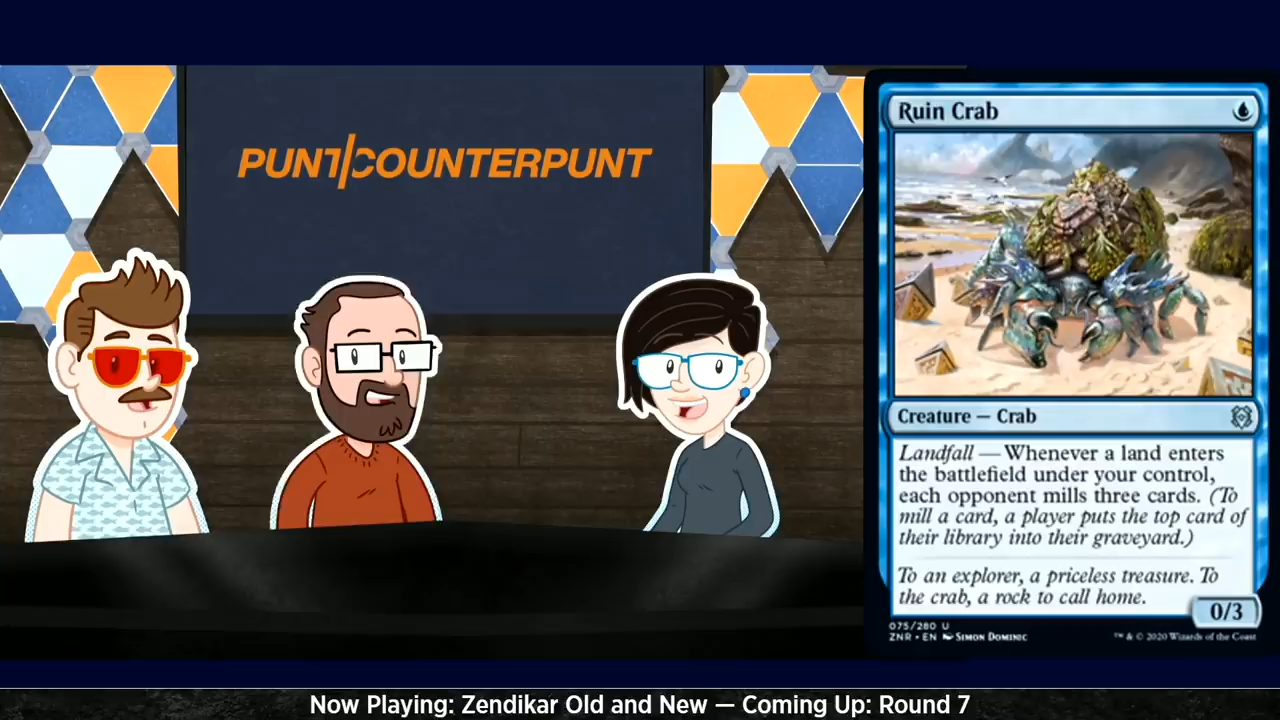 PUNT/COUNTERPUNT
Ruin Crab
Creature — Crab
Landfall — Whenever a land enters
the battlefield under your control,
each opponent mills three cards. (To
mill a card, a player puts the top card of
their library into their graveyard.)
To an explorer, a priceless treasure. To
the crab, a rock to call home.
0/3
075/280 U
ZNR • EN Simon Dominic
™ & © 2020 Wizards of the Coast
Now Playing: Zendikar Old and New — Coming Up: Round 7